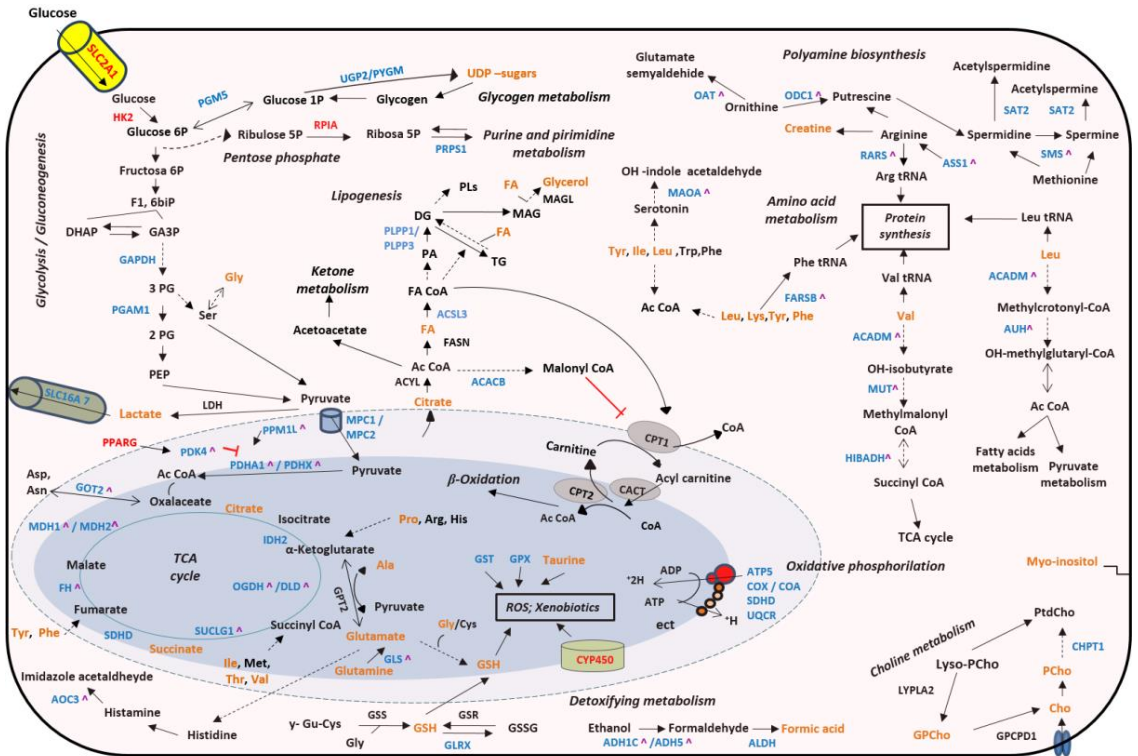 Glucose
SLC2A1
Glucose
HK2
Glucose 6P
PGM5
Glucose 1P
UGP2/PYGM
UDP –sugars
Glycogen
Glycogen metabolism
Ribulose 5P
RPIA
Ribosa 5P
PRPS1
Purine and pirimidine
metabolism
Pentose phosphate
Fructosa 6P
F1, 6biP
DHAP
GA3P
GAPDH
3 PG
PGAM1
2 PG
PEP
Gly
Ser
Glycolysis / Gluconeogenesis
Lipogenesis
PLs
FA
Glycerol
MAGL
DG
MAG
PLPP1/
PLPP3
FA
PA
TG
FA CoA
ACSL3
FA
FASN
Ac CoA
ACYL
ACACB
Malonyl CoA
Citrate
Ketone
metabolism
Acetoacetate
Pyruvate
LDH
Lactate
SLC16A 7
Polyamine biosynthesis
Glutamate
semyaldehide
OAT ^
Ornithine
ODC1 ^
Putrescine
Acetylspermidine
Acetylspermine
SAT2
SAT2
Creatine
Arginine
Spermidine
Spermine
RARS ^
ASS1 ^
SMS ^
Arg tRNA
Methionine
OH -indole acetaldehyde
MAOA ^
Serotonin
Amino acid
metabolism
Tyr, Ile, Leu ,Trp,Phe
Ac CoA
Leu, Lys,Tyr, Phe
Phe tRNA
FARSB ^
Protein
synthesis
Leu tRNA
Val tRNA
Leu
ACADM ^
Val
ACADM ^
Methylcrotonyl-CoA
AUH ^
OH-isobutyrate
OH-methylglutaryl-CoA
MUT ^
Methylmalonyl
CoA
Ac CoA
HIBADH ^
Fatty acids
metabolism
Pyruvate
metabolism
Succinyl CoA
TCA cycle
PPARG
PDK4 ^
PPM1L ^
MPC1 /
MPC2
PDHA1 ^ / PDHX ^
Pyruvate
Ac CoA
Asp,
Asn
GOT2 ^
Oxalaceate
Citrate
MDH1 ^ / MDH2 ^
Isocitrate
IDH2
α-Ketoglutarate
Pro, Arg, His
Malate
TCA
cycle
OGDH ^ /DLD ^
Ala
GPT2
FH ^
Fumarate
Pyruvate
Tyr, Phe
SDHD
SUCLG1 ^
Succinyl CoA
Glutamate
Succinate
Ile, Met,
Thr, Val
GLS ^
Glutamine
Gly/Cys
GSH
CPT1
CoA
Carnitine
Acyl carnitine
CPT2
CACT
β-Oxidation
Ac CoA
CoA
GST
GPX
Taurine
ROS; Xenobiotics
CYP450
Oxidative phosphorilation
ADP
ATP5
⁺2H
COX / COA
ATP
SDHD
UQCR
⁺H
ect
Myo-inositol
Imidazole acetaldheyde
AOC3 ^
Histamine
Histidine
γ- Gu-Cys
GSS
Gly
GSH
GSR
GLRX
GSSG
Detoxifying metabolism
Ethanol
Formaldehyde
Formic acid
ADH1C ^ /ADH5 ^
ALDH
Choline metabolism
PtdCho
CHPT1
Lyso-PCho
PCho
LYPLA2
Cho
GPCho
GPCPD1